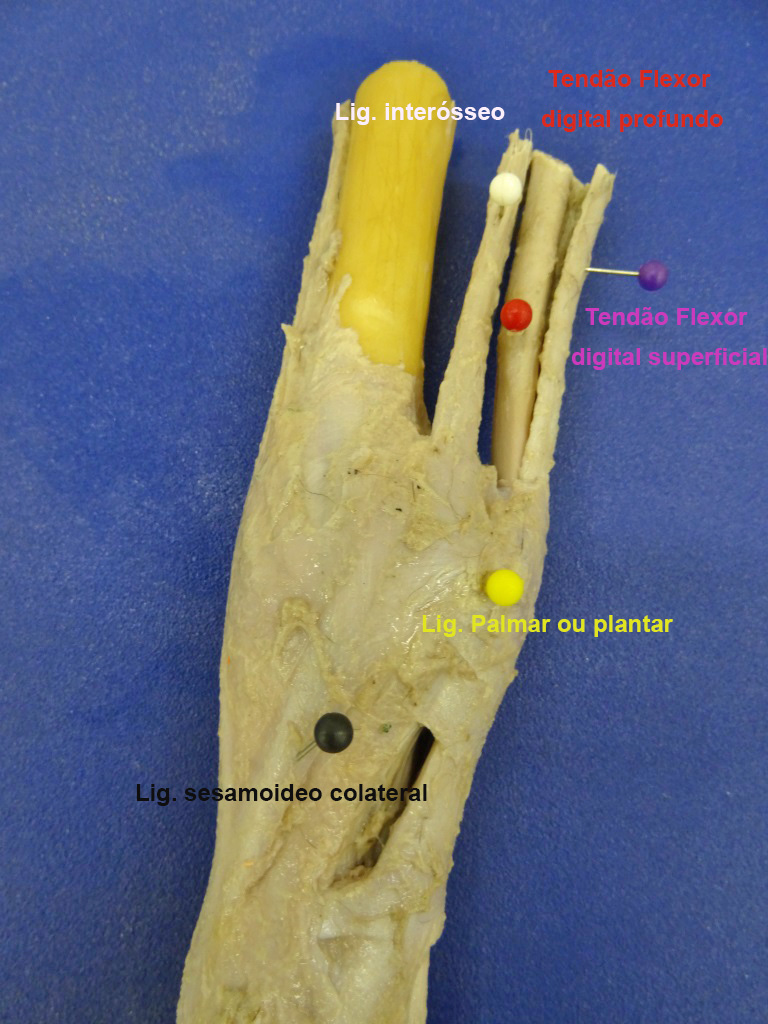 Tendão Flexor
digital profundo
Lig. interósseo
Tendão Flexor
digital superficial
Lig. Palmar ou plantar
Lig. sesamoideo colateral